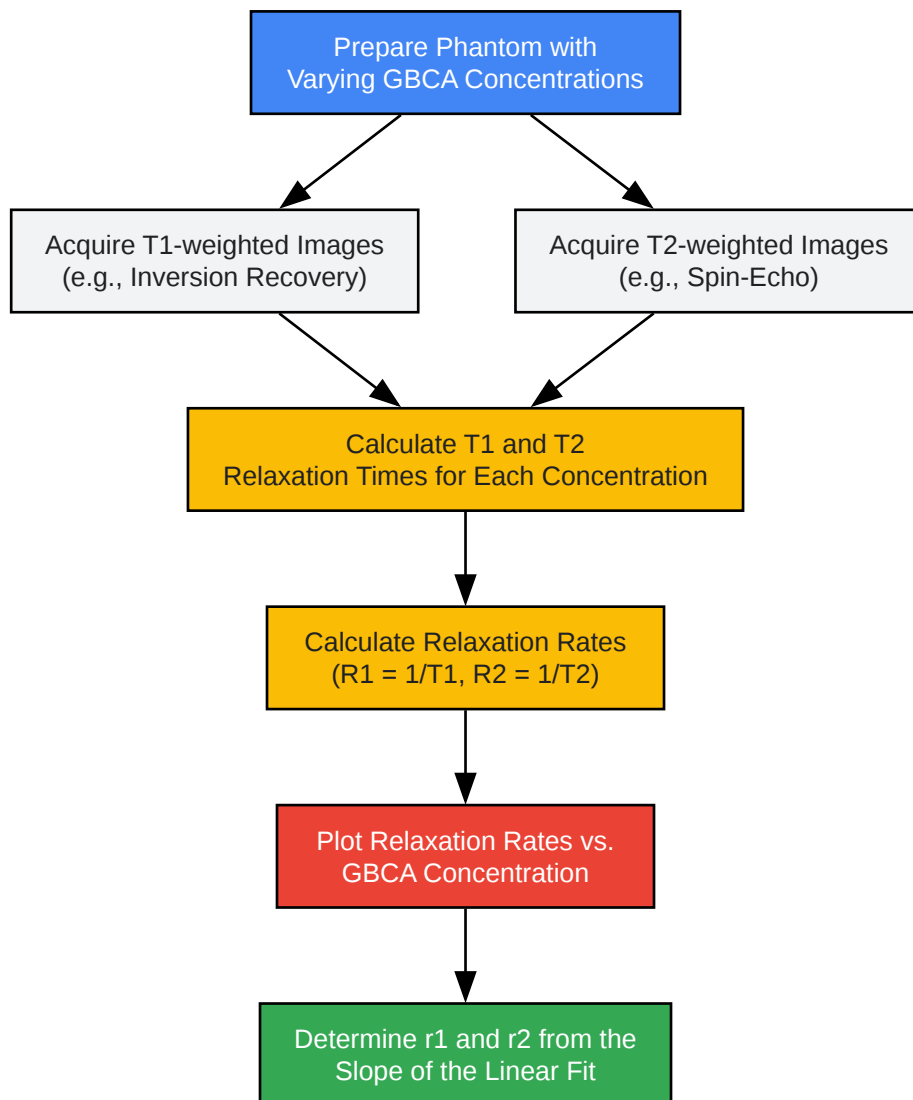 Prepare Phantom with
Varying GBCA Concentrations
Acquire T1-weighted Images
(e.g., Inversion Recovery)
Acquire T2-weighted Images
(e.g., Spin-Echo)
Calculate T1 and T2
Relaxation Times for Each Concentration
Calculate Relaxation Rates
(R1 = 1/T1, R2 = 1/T2)
Plot Relaxation Rates vs.
GBCA Concentration
Determine r1 and r2 from the
Slope of the Linear Fit